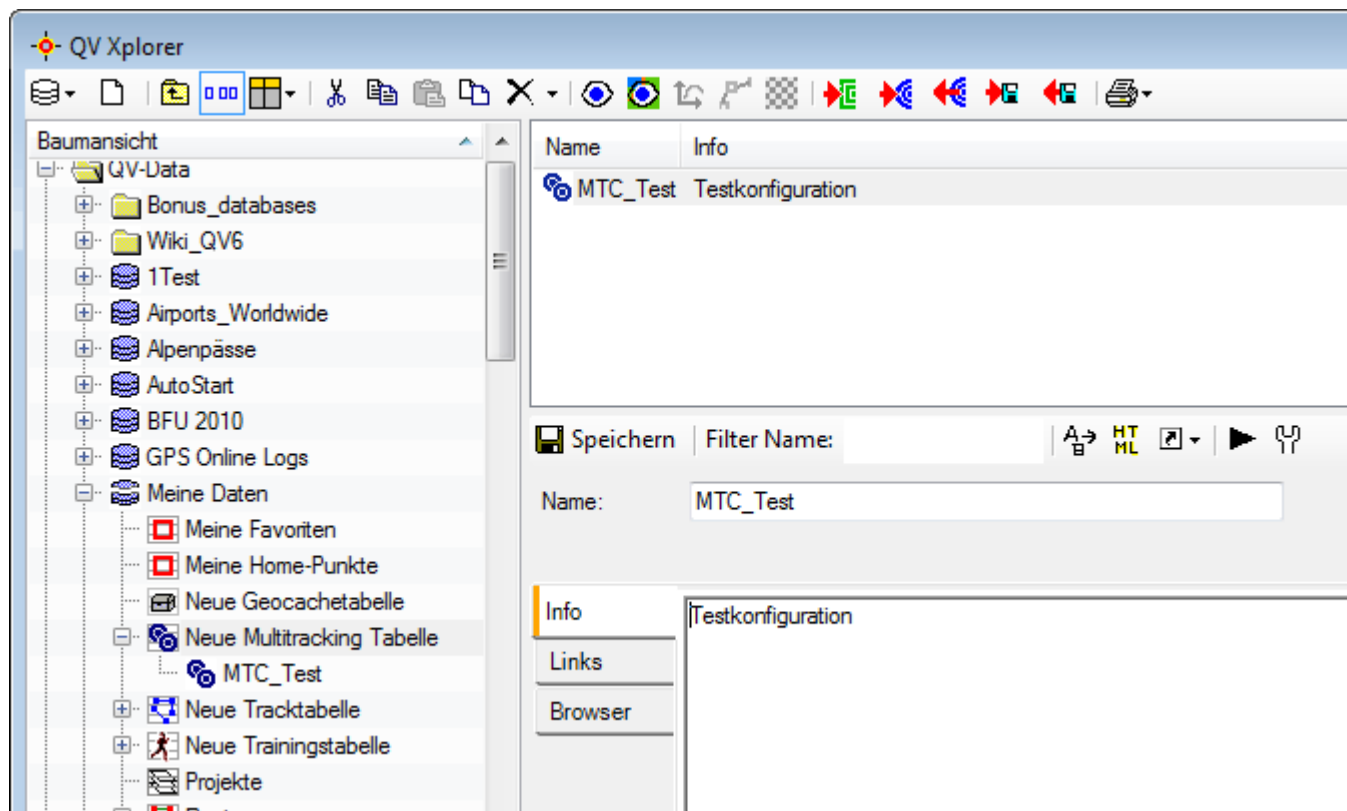 QV Xplorer
Baumansicht
QV-Data
Bonus_databases
Wiki_QV6
1Test
Airports_Worldwide
Alpenpässe
AutoStart
BFU 2010
GPS Online Logs
Meine Daten
Meine Favoriten
Meine Home-Punkte
Neue Geocachetabelle
Neue Multitracking Tabelle
MTC_Test
Neue Tracktabelle
Neue Trainingstabelle
Projekte
Name Info
MTC_Test Testkonfiguration
Speichern Filter Name: A B HT ML
Name: MTC_Test
Info
Links
Browser
Testkonfiguration